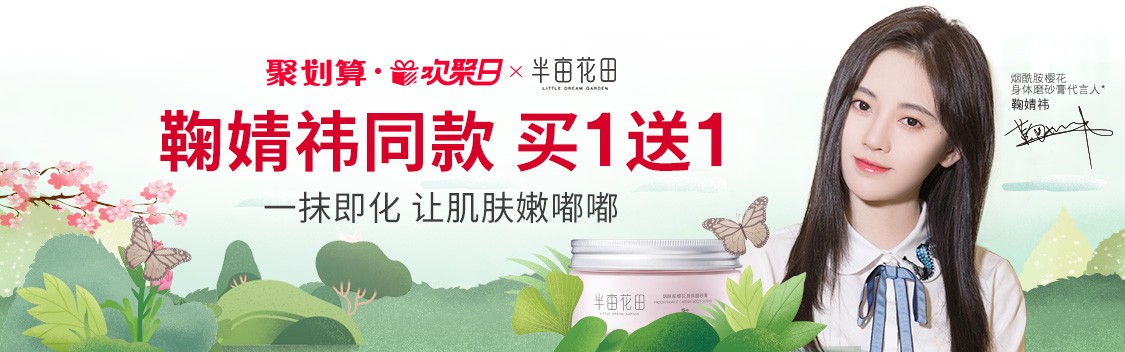 聚划算·欢聚日×半亩花田
LITTLE DREAM GARDEN
鞠婧祎同款 买1送1
一抹即化 让肌肤嫩嘟嘟
烟酰胺樱花
身体磨砂膏代言人*
鞠婧祎
半亩花田
LITTLE DREAM GARDEN